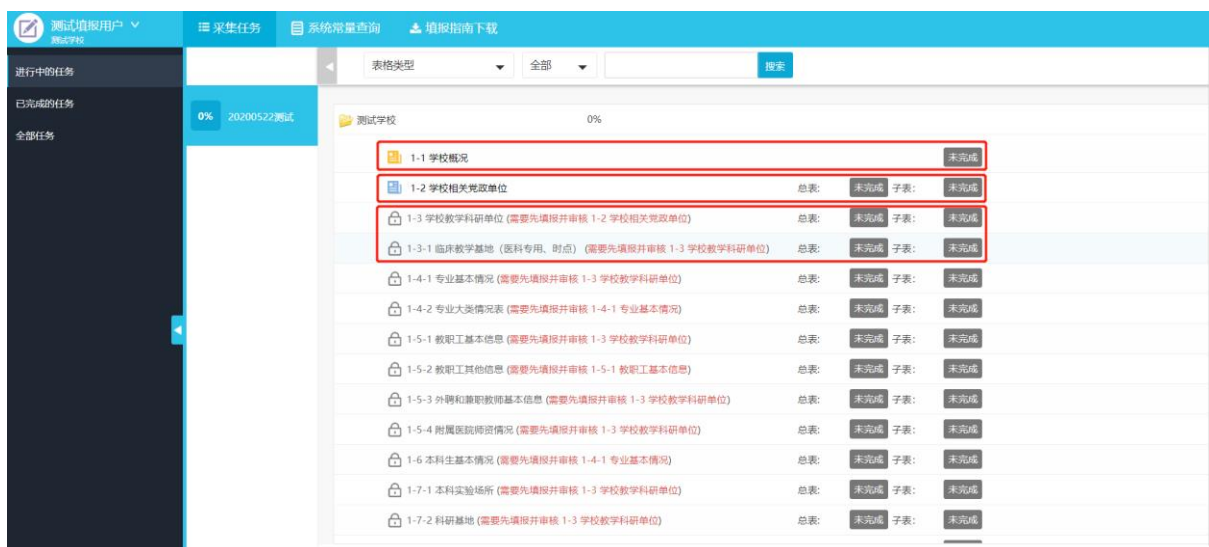 测试填报用户
测试学校
采集任务 系统常量查询 填报指南下载
进行中的任务
已完成的任务
全部任务
0% 20200522测试
表格类型 全部 搜索
测试学校 0%
1-1 学校概况 未完成
1-2 学校相关党政单位 总表: 未完成 子表: 未完成
1-3 学校教学科研单位 (需要先填报并审核 1-2 学校相关党政单位) 总表: 未完成 子表: 未完成
1-3-1 临床教学基地（医科专用、时点） (需要先填报并审核 1-3 学校教学科研单位) 总表: 未完成 子表: 未完成
1-4-1 专业基本情况 (需要先填报并审核 1-3 学校教学科研单位) 总表: 未完成 子表: 未完成
1-4-2 专业大类情况表 (需要先填报并审核 1-4-1 专业基本情况) 总表: 未完成 子表: 未完成
1-5-1 教职工基本信息 (需要先填报并审核 1-3 学校教学科研单位) 总表: 未完成 子表: 未完成
1-5-2 教职工其他信息 (需要先填报并审核 1-5-1 教职工基本信息) 总表: 未完成 子表: 未完成
1-5-3 外聘和兼职教师基本信息 (需要先填报并审核 1-3 学校教学科研单位) 总表: 未完成 子表: 未完成
1-5-4 附属医院师资情况 (需要先填报并审核 1-3 学校教学科研单位) 总表: 未完成 子表: 未完成
1-6 本科生基本情况 (需要先填报并审核 1-4-1 专业基本情况) 总表: 未完成 子表: 未完成
1-7-1 本科实验场所 (需要先填报并审核 1-3 学校教学科研单位) 总表: 未完成 子表: 未完成
1-7-2 科研基地 (需要先填报并审核 1-3 学校教学科研单位) 总表: 未完成 子表: 未完成